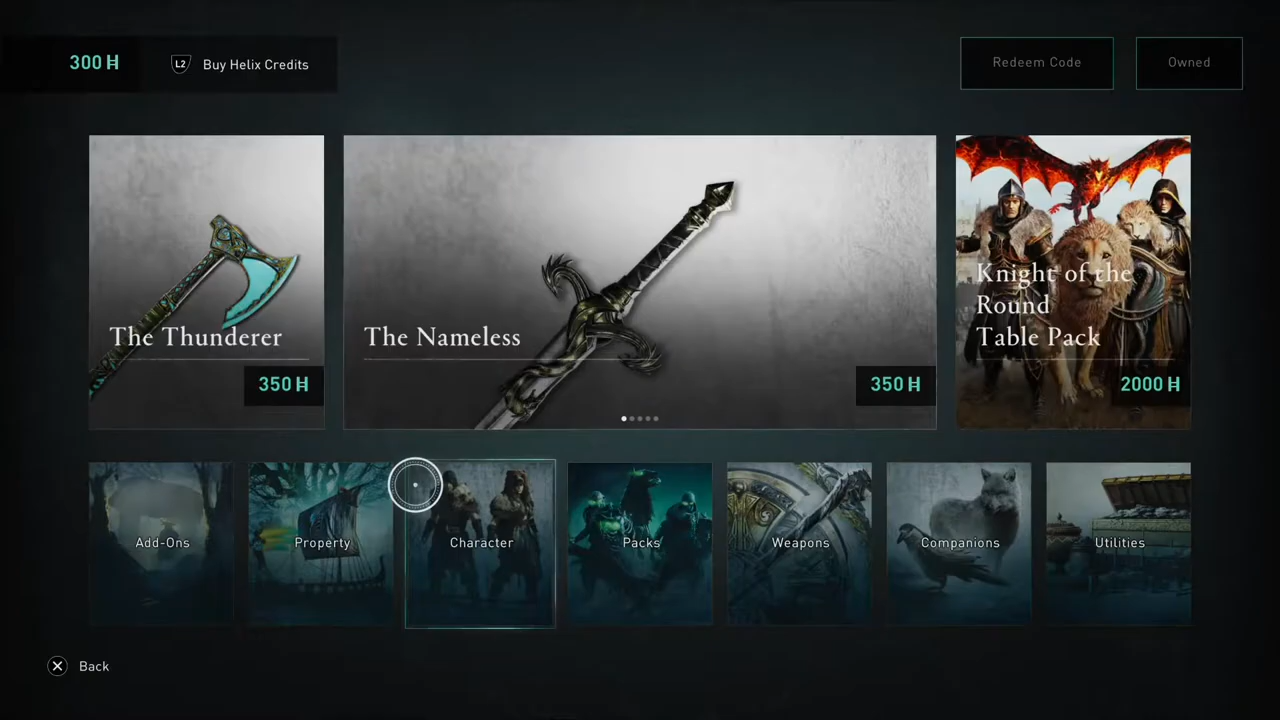 300 H
L2 Buy Helix Credits
Redeem Code
Owned
The Thunderer
350 H
The Nameless
350 H
Knight of the
Round
Table Pack
2000 H
Add-Ons
Property
Character
Packs
Weapons
Companions
Utilities
Back